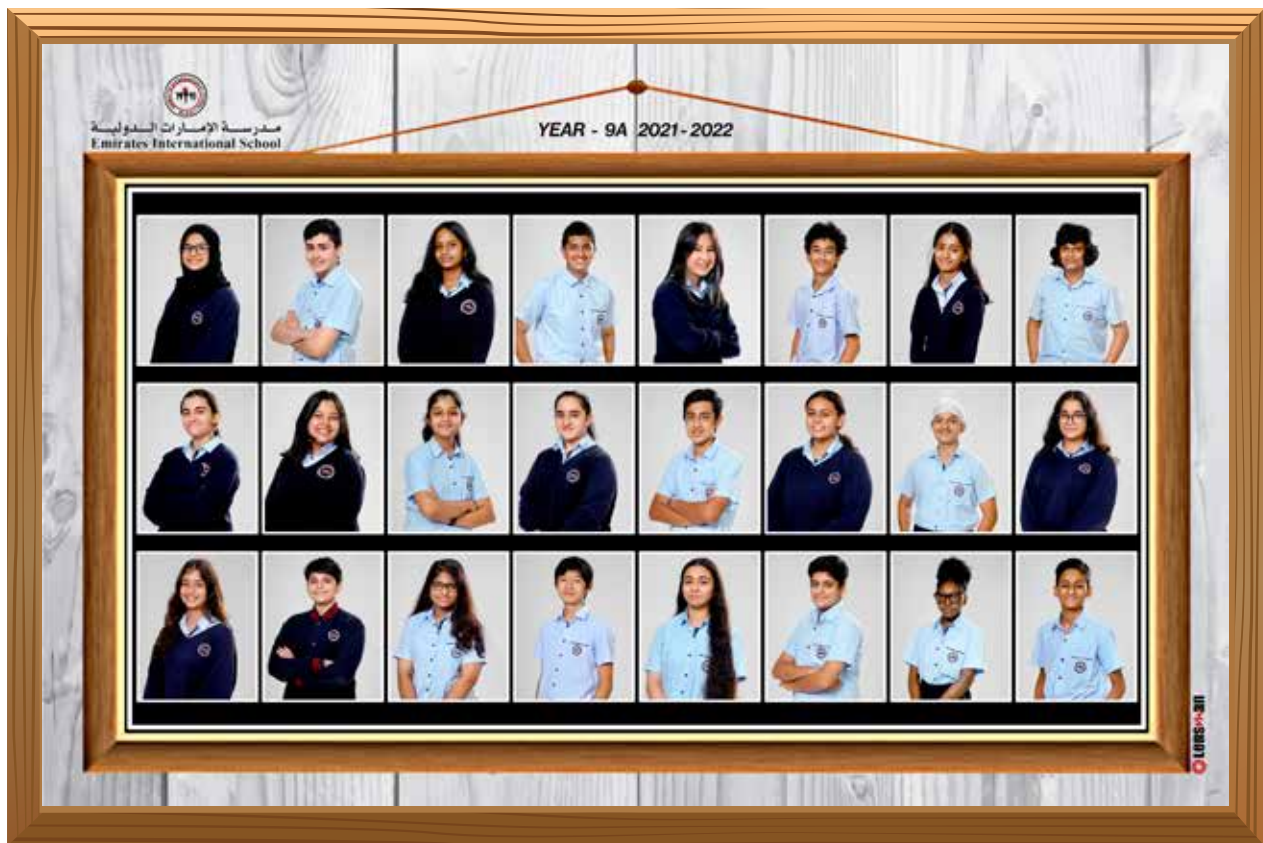 مدرسة الإمارات الدولية
Emirates International School
YEAR - 9A 2021-2022